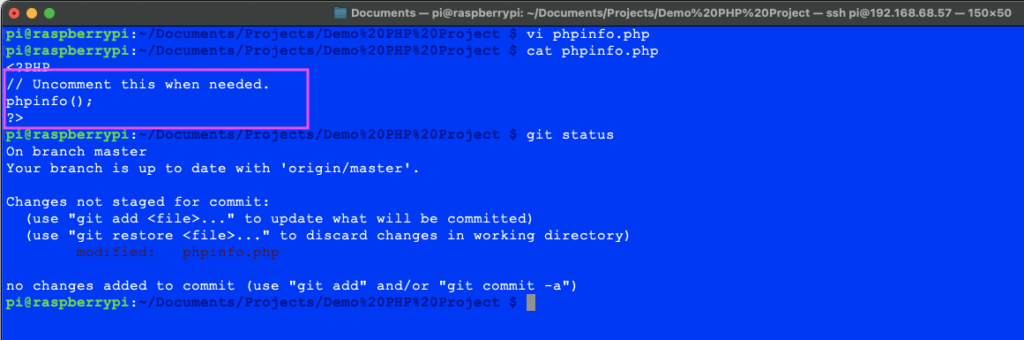 Documents — pi@raspberrypi: ~/Documents/Projects/Demo%20PHP%20Project — ssh pi@192.168.68.57 — 150×50
pi@raspberrypi:~/Documents/Projects/Demo%20PHP%20Project $ vi phpinfo.php
pi@raspberrypi:~/Documents/Projects/Demo%20PHP%20Project $ cat phpinfo.php
<?PHP
// Uncomment this when needed.
phpinfo();
?>
pi@raspberrypi:~/Documents/Projects/Demo%20PHP%20Project $ git status
On branch master
Your branch is up to date with 'origin/master'.
Changes not staged for commit:
  (use "git add <file>..." to update what will be committed)
  (use "git restore <file>..." to discard changes in working directory)
        modified:   phpinfo.php
no changes added to commit (use "git add" and/or "git commit -a")
pi@raspberrypi:~/Documents/Projects/Demo%20PHP%20Project $